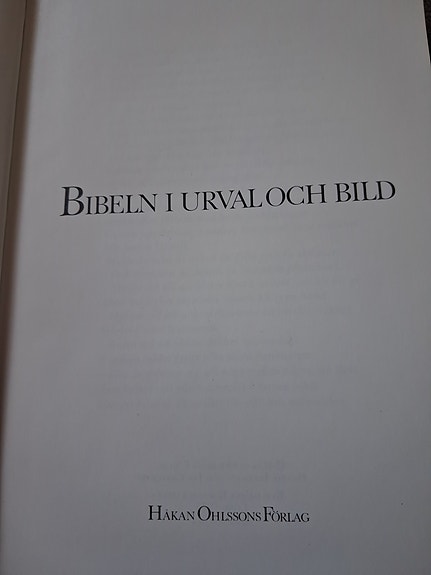 BIBELN I URVAL OCH BILD
HÅKAN OHLSSONS FÖRLAG